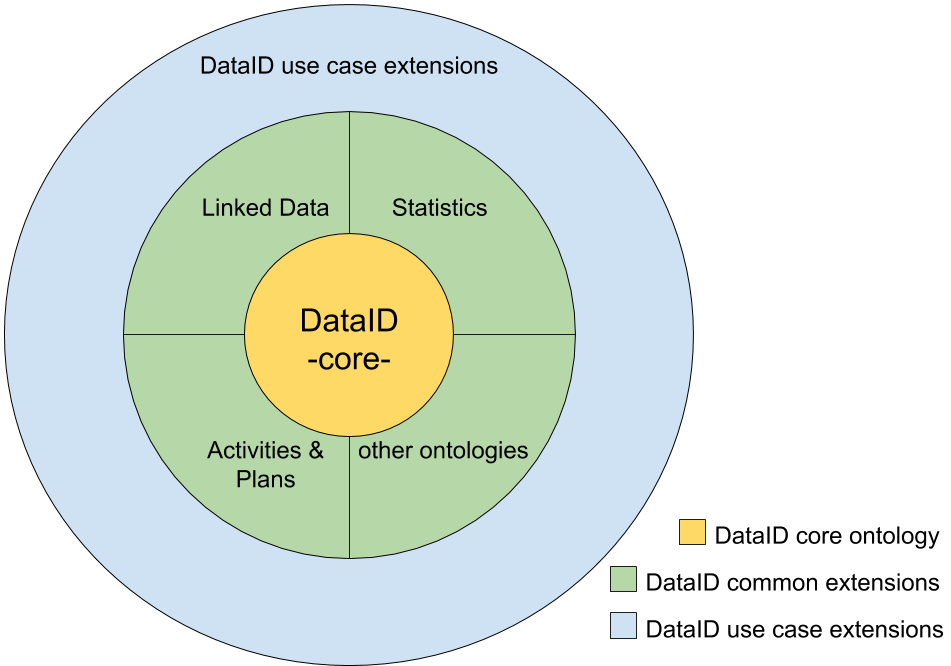 DataID use case extensions
Linked Data
Statistics
DataID
-core-
Activities &
Plans
other ontologies
DataID core ontology
DataID common extensions
DataID use case extensions